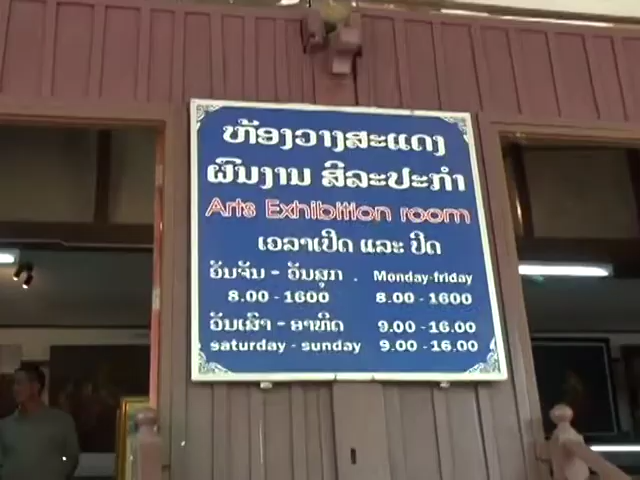 ຫ້ອງວາງສະແດງ
ຜົນງານ ສິລະປະກຳ
Arts Exhibition room
ເວລາເປີດ ແລະ ປິດ
ວັນຈັນ - ວັນສຸກ . Monday-friday
8.00 - 1600 8.00 - 1600
ວັນເສົາ - ອາທິດ 9.00 - 16.00
saturday - sunday 9.00 - 16.00